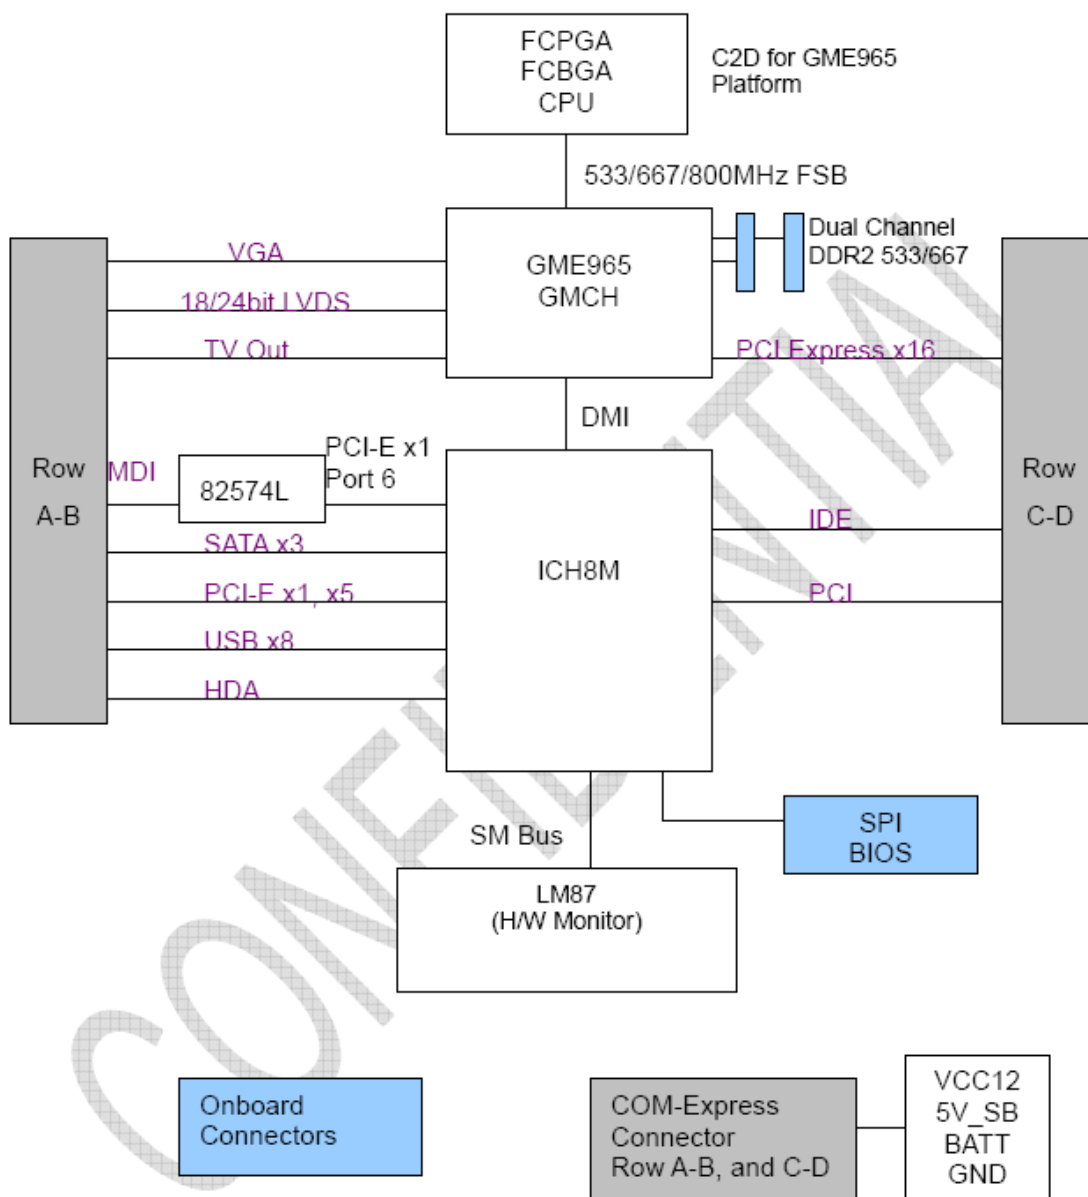 FCPGA
FCBGA
CPU
C2D for GME965
Platform
533/667/800MHz FSB
VGA
18/24bit LVDS
TV Out
GME965
GMCH
Dual Channel
DDR2 533/667
PCI Express x16
DMI
Row
A-B
MDI
82574L
PCI-E x1
Port 6
SATA x3
PCI-E x1, x5
USB x8
HDA
ICH8M
IDE
PCI
Row
C-D
SM Bus
SPI
BIOS
LM87
(H/W Monitor)
CONFIDENTIAL
Onboard
Connectors
COM-Express
Connector
Row A-B, and C-D
VCC12
5V_SB
BATT
GND